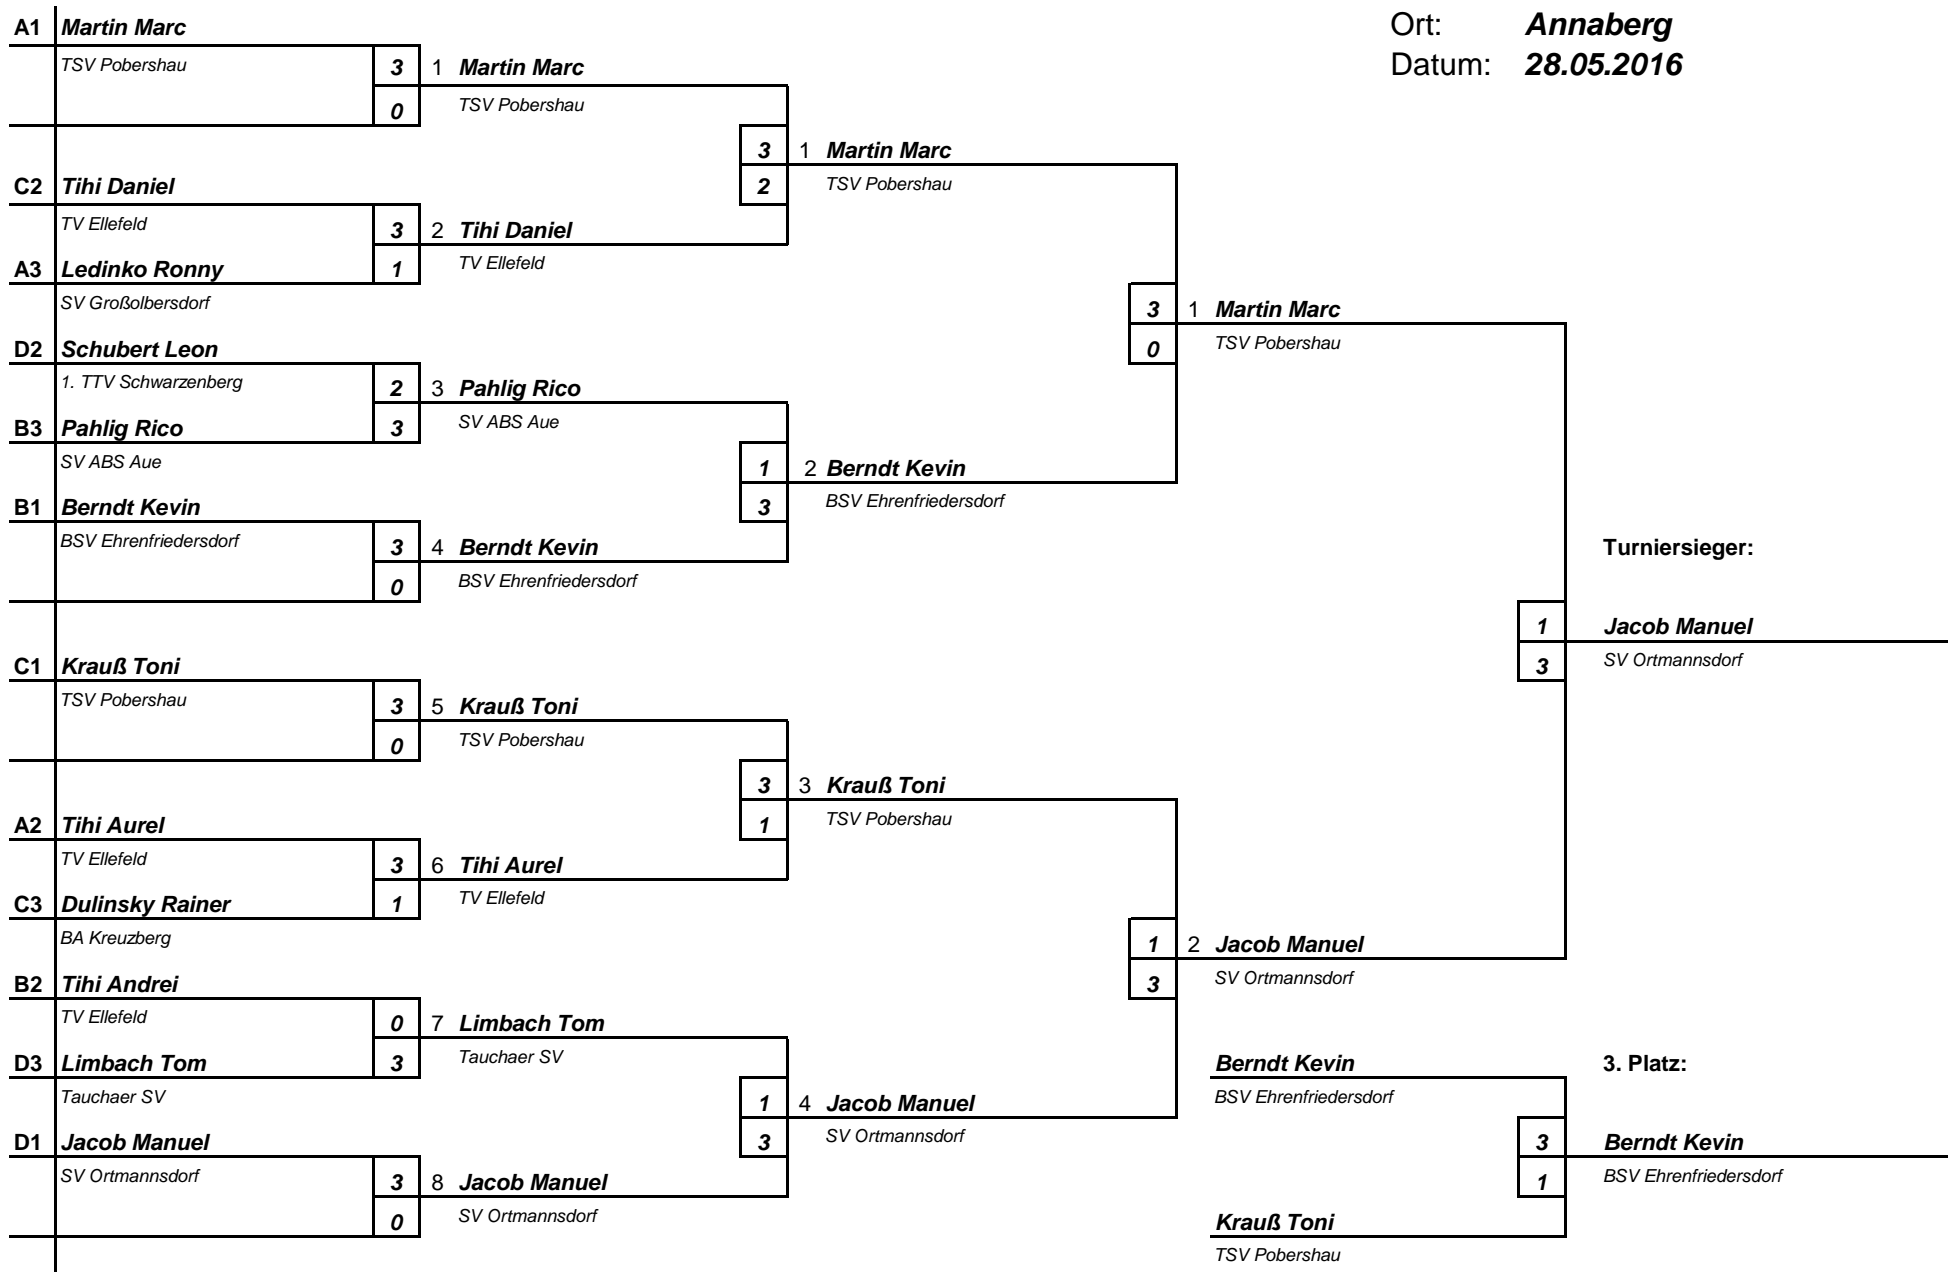 A1 Martin Marc
Ort: Annaberg
TSV Pobershau
3 1 Martin Marc
Datum: 28.05.2016
0 TSV Pobershau
3 1 Martin Marc
C2 Tihi Daniel
2 TSV Pobershau
TV Ellefeld
3 2 Tihi Daniel
A3 Ledinko Ronny
1 TV Ellefeld
SV Großolbersdorf
3 1 Martin Marc
D2 Schubert Leon
0 TSV Pobershau
1. TTV Schwarzenberg
2 3 Pahlig Rico
B3 Pahlig Rico
3 SV ABS Aue
SV ABS Aue
1 2 Berndt Kevin
B1 Berndt Kevin
3 BSV Ehrenfriedersdorf
BSV Ehrenfriedersdorf
3 4 Berndt Kevin
Turniersieger:
0 BSV Ehrenfriedersdorf
1 Jacob Manuel
C1 Krauß Toni
3 SV Ortmannsdorf
TSV Pobershau
3 5 Krauß Toni
0 TSV Pobershau
3 3 Krauß Toni
A2 Tihi Aurel
1 TSV Pobershau
TV Ellefeld
3 6 Tihi Aurel
C3 Dulinsky Rainer
1 TV Ellefeld
BA Kreuzberg
1 2 Jacob Manuel
B2 Tihi Andrei
3 SV Ortmannsdorf
TV Ellefeld
0 7 Limbach Tom
D3 Limbach Tom
3 Tauchaer SV
Berndt Kevin
3. Platz:
Tauchaer SV
BSV Ehrenfriedersdorf
1 4 Jacob Manuel
D1 Jacob Manuel
3 SV Ortmannsdorf
3 Berndt Kevin
SV Ortmannsdorf
3 8 Jacob Manuel
1 BSV Ehrenfriedersdorf
0 SV Ortmannsdorf
Krauß Toni
TSV Pobershau